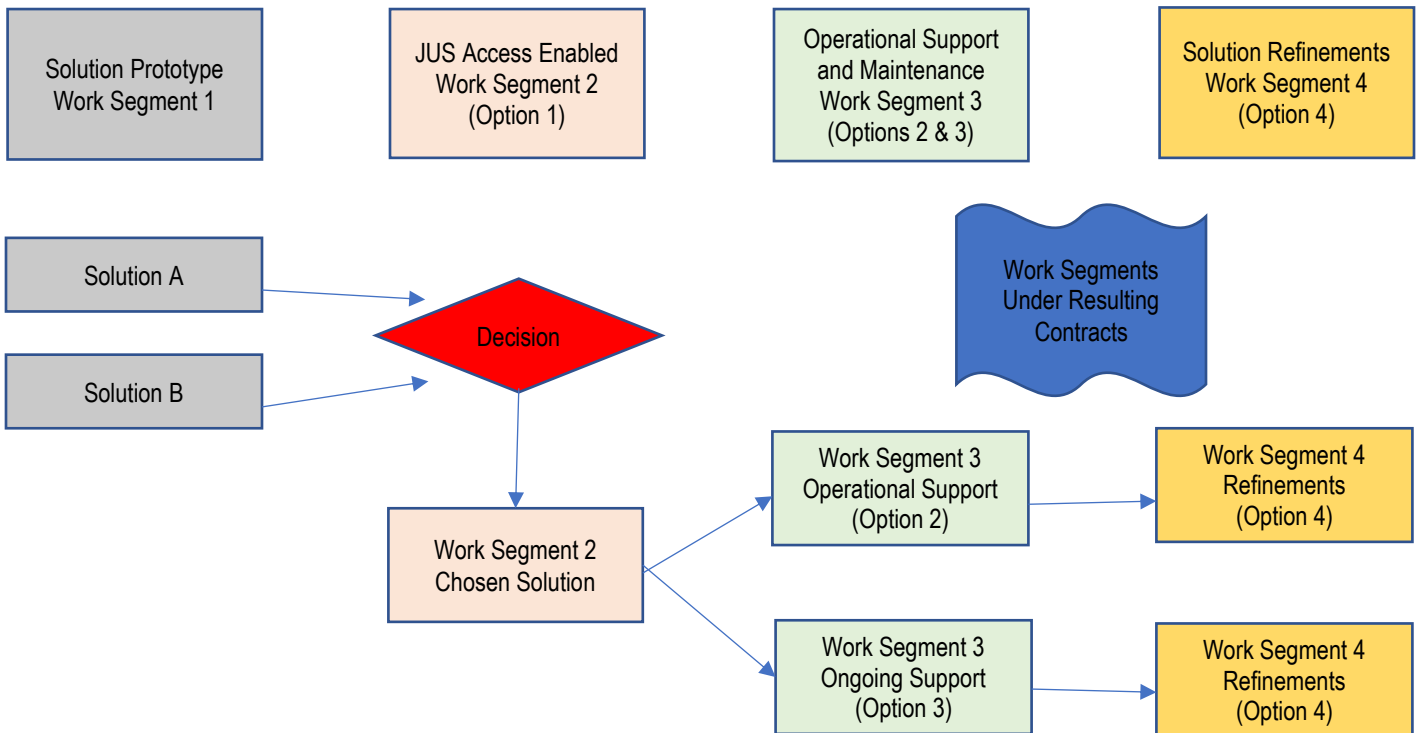 Solution Prototype
Work Segment 1
JUS Access Enabled
Work Segment 2
(Option 1)
Operational Support
and Maintenance
Work Segment 3
(Options 2 & 3)
Solution Refinements
Work Segment 4
(Option 4)
Solution A
Decision
Work Segments
Under Resulting
Contracts
Solution B
Work Segment 2
Chosen Solution
Work Segment 3
Operational Support
(Option 2)
Work Segment 4
Refinements
(Option 4)
Work Segment 3
Ongoing Support
(Option 3)
Work Segment 4
Refinements
(Option 4)